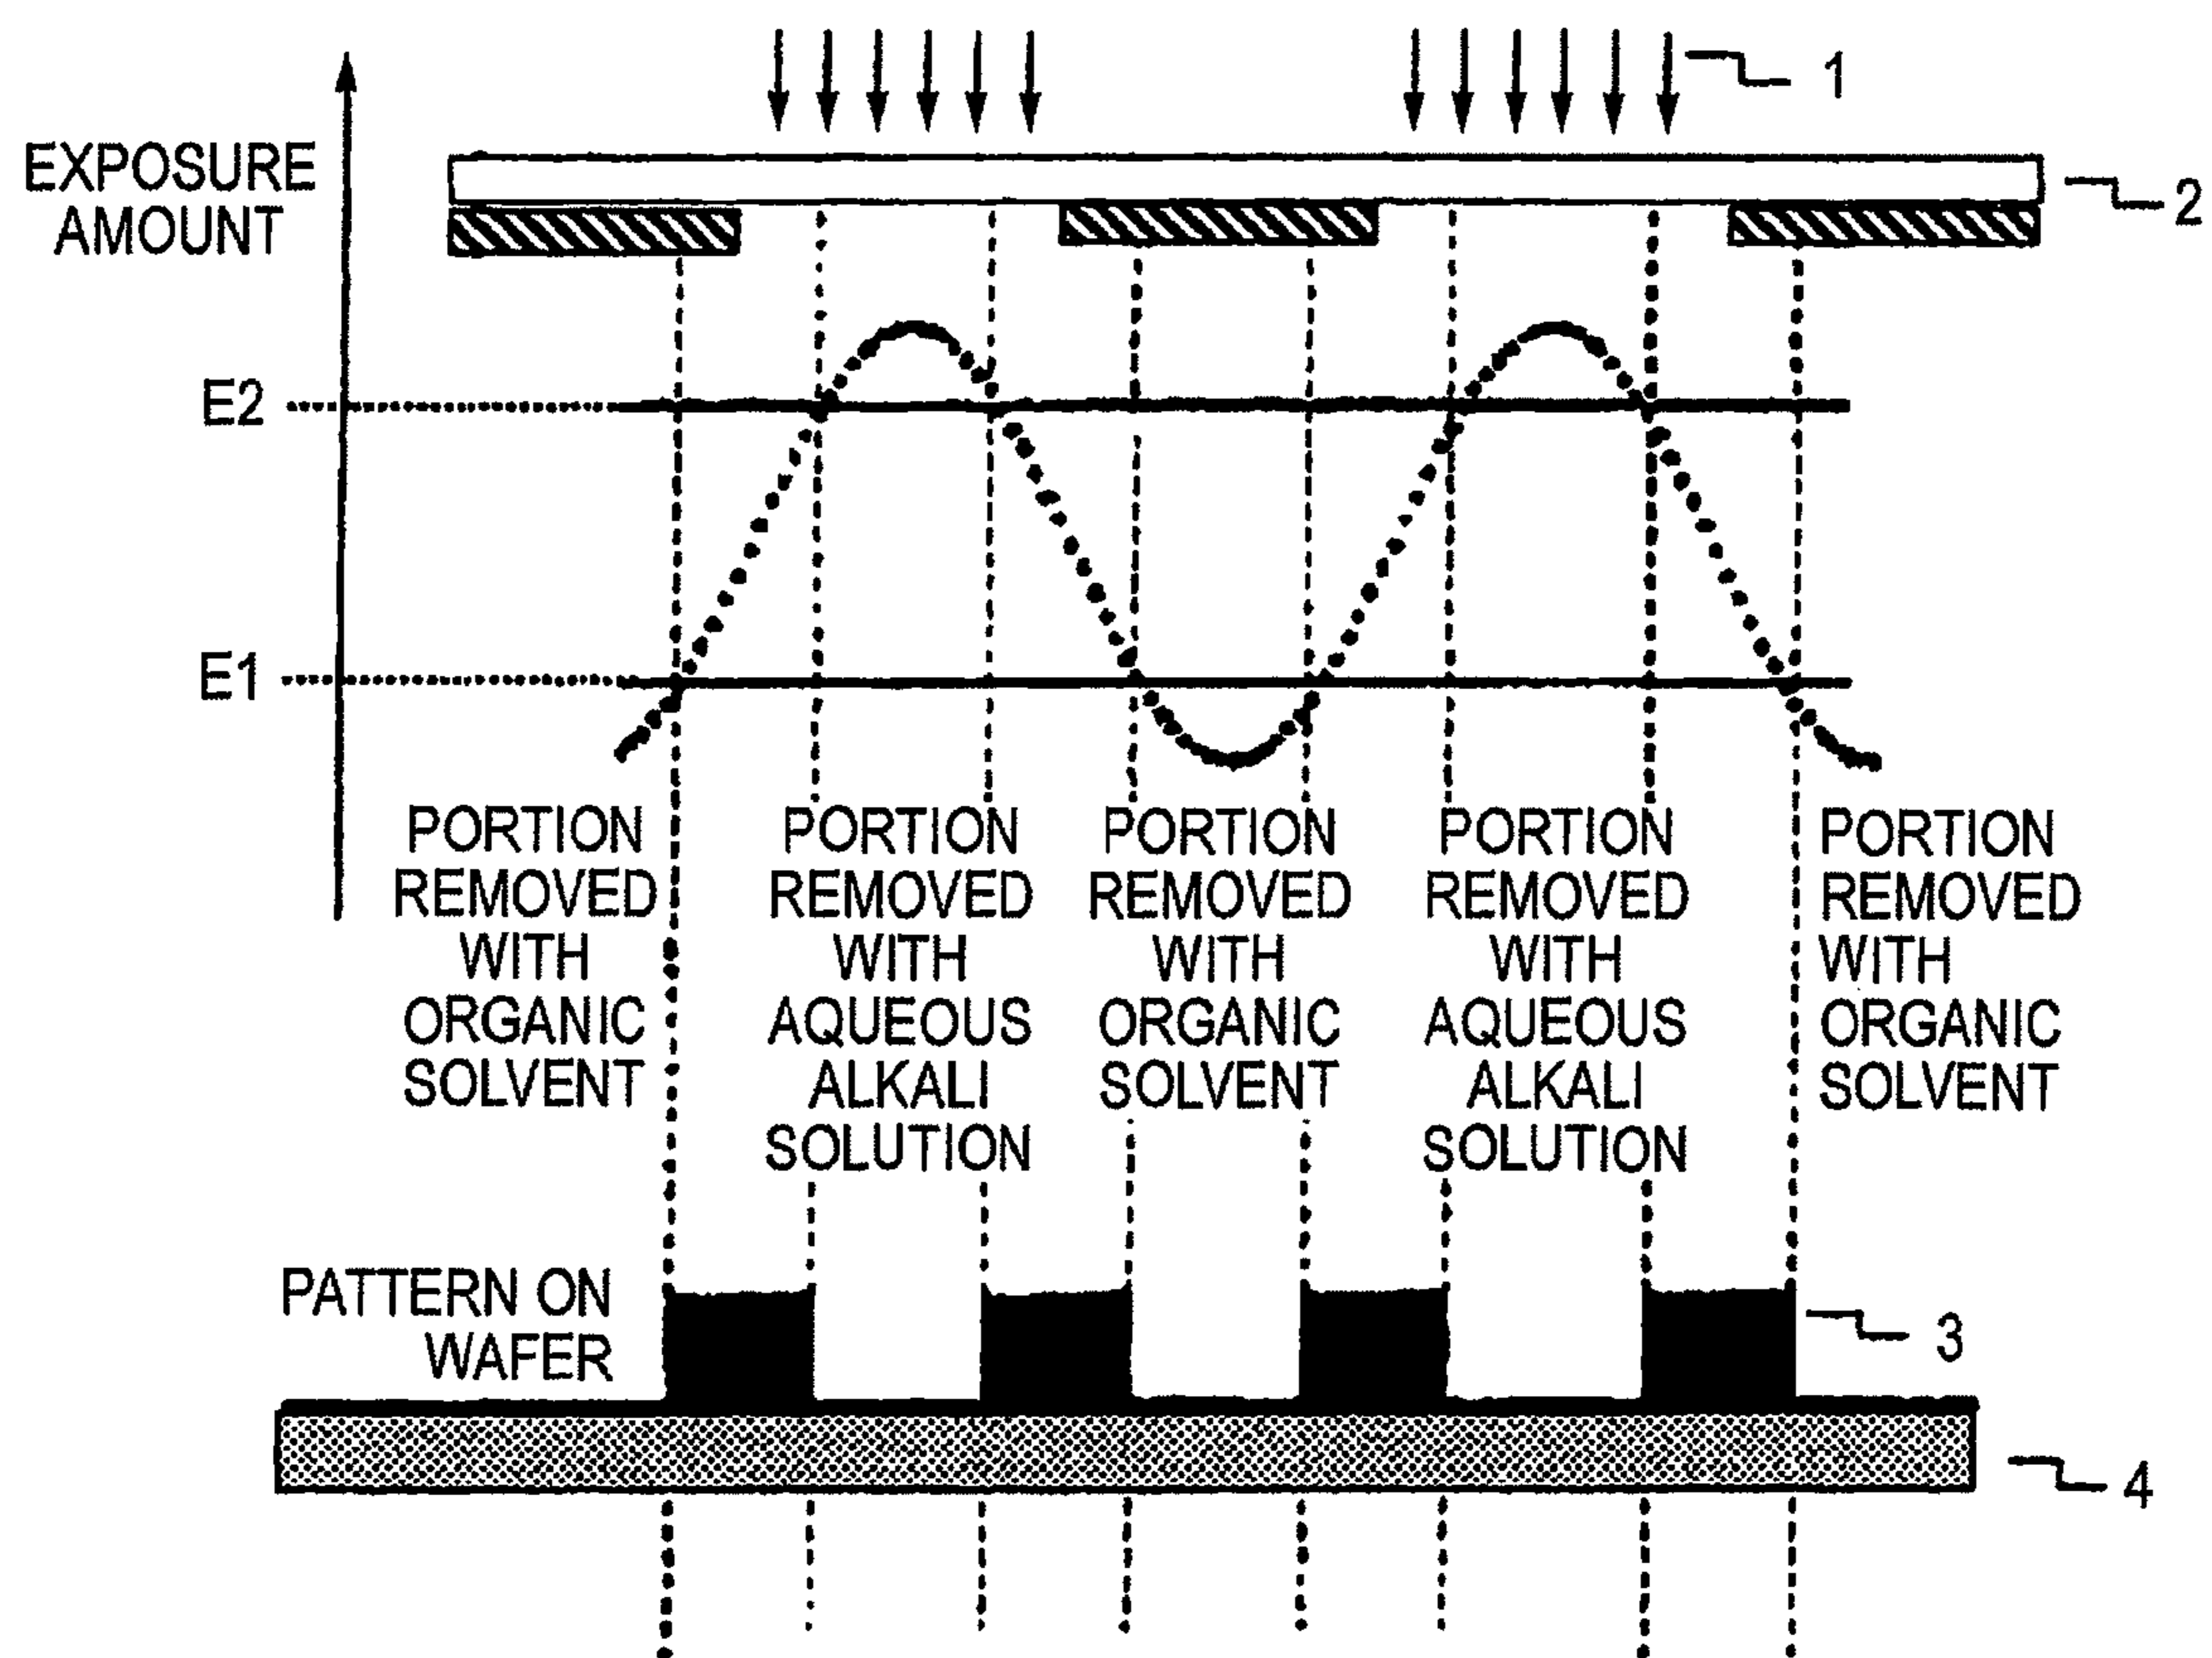 1
EXPOSURE
AMOUNT
2
E2
E1
PORTION
REMOVED
WITH
ORGANIC
SOLVENT
PORTION
REMOVED
WITH
AQUEOUS
ALKALI
SOLUTION
PORTION
REMOVED
WITH
ORGANIC
SOLVENT
PORTION
REMOVED
WITH
AQUEOUS
ALKALI
SOLUTION
PORTION
REMOVED
WITH
ORGANIC
SOLVENT
PATTERN ON
WAFER
3
4